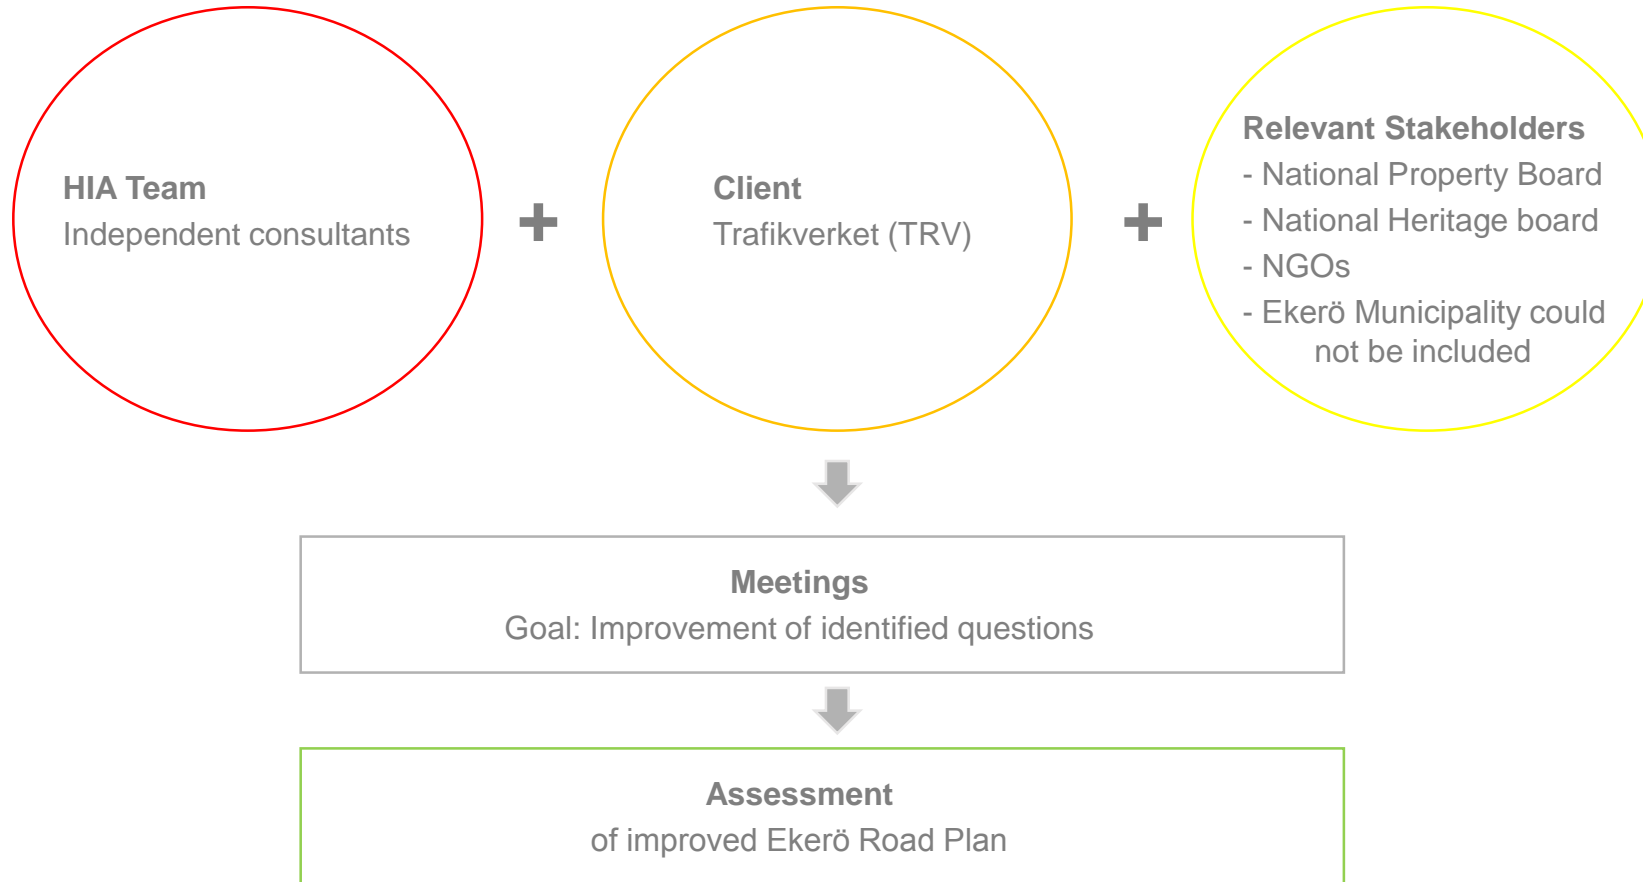 HIA Team
Independent consultants
Client
Trafikverket (TRV)
Relevant Stakeholders
- National Property Board
- National Heritage board
- NGOs
- Ekerö Municipality could
not be included
Meetings
Goal: Improvement of identified questions
Assessment
of improved Ekerö Road Plan